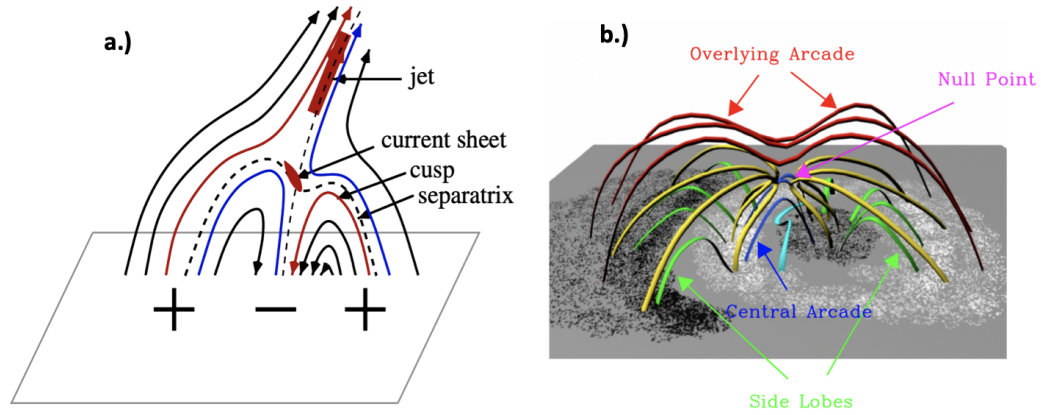 a.)
jet
current sheet
cusp
separatrix
+ − +
b.)
Overlying Arcade
Null Point
Central Arcade
Side Lobes